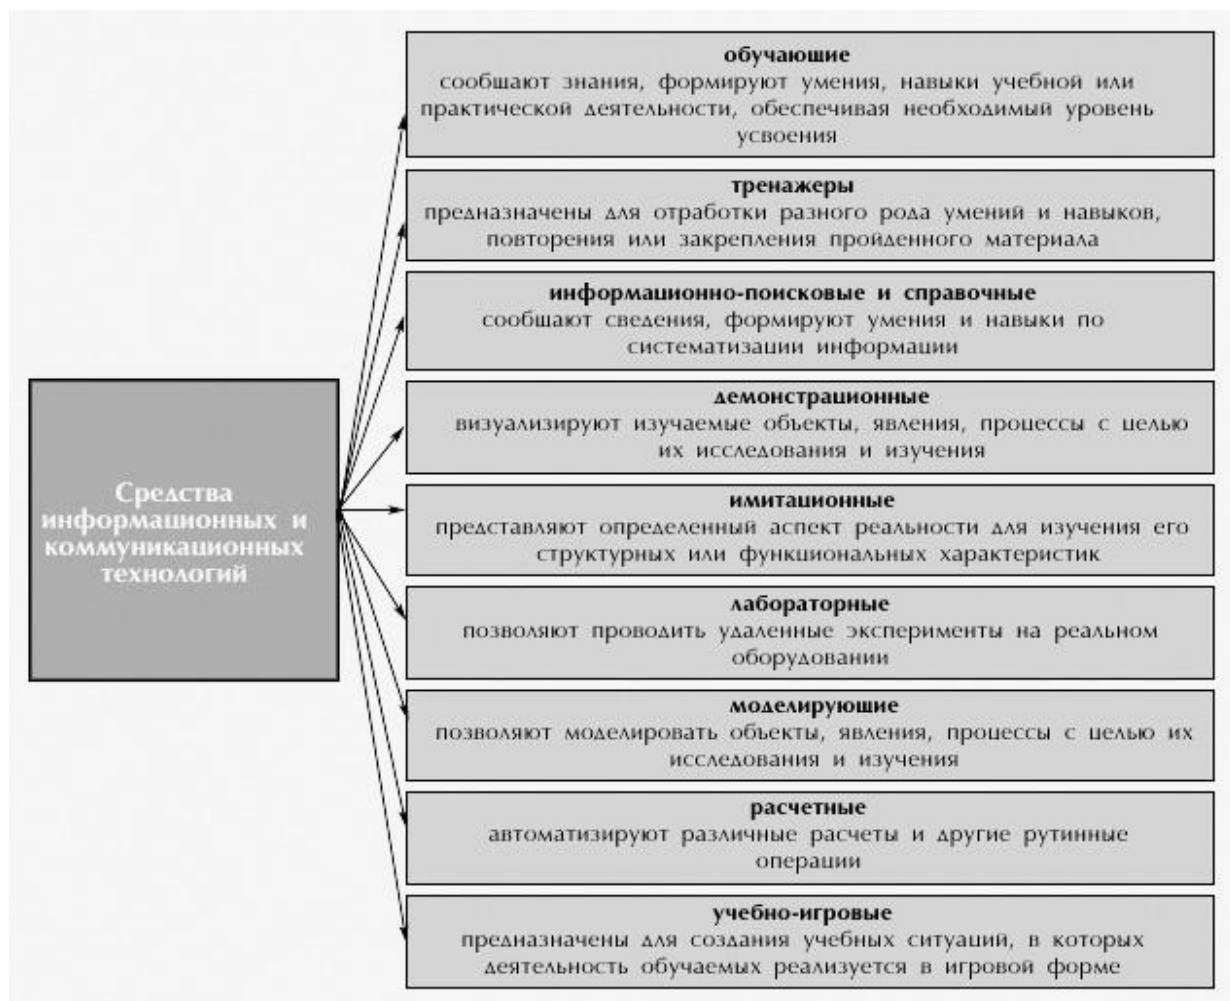 обучающие
сообщают знания, формируют умения, навыки учебной или
практической деятельности, обеспечивая необходимый уровень
усвоения
тренажеры
предназначены для отработки разного рода умений и навыков,
повторения или закрепления пройденного материала
информационно-поисковые и справочные
сообщают сведения, формируют умения и навыки по
систематизации информации
демонстрационные
визуализируют изучаемые объекты, явления, процессы с целью
их исследования и изучения
Средства
информационных и
коммуникационных
технологий
имитационные
представляют определенный аспект реальности для изучения его
структурных или функциональных характеристик
лабораторные
позволяют проводить удаленные эксперименты на реальном
оборудовании
моделирующие
позволяют моделировать объекты, явления, процессы с целью их
исследования и изучения
расчетные
автоматизируют различные расчеты и другие рутинные
операции
учебно-игровые
предназначены для создания учебных ситуаций, в которых
деятельность обучаемых реализуется в игровой форме